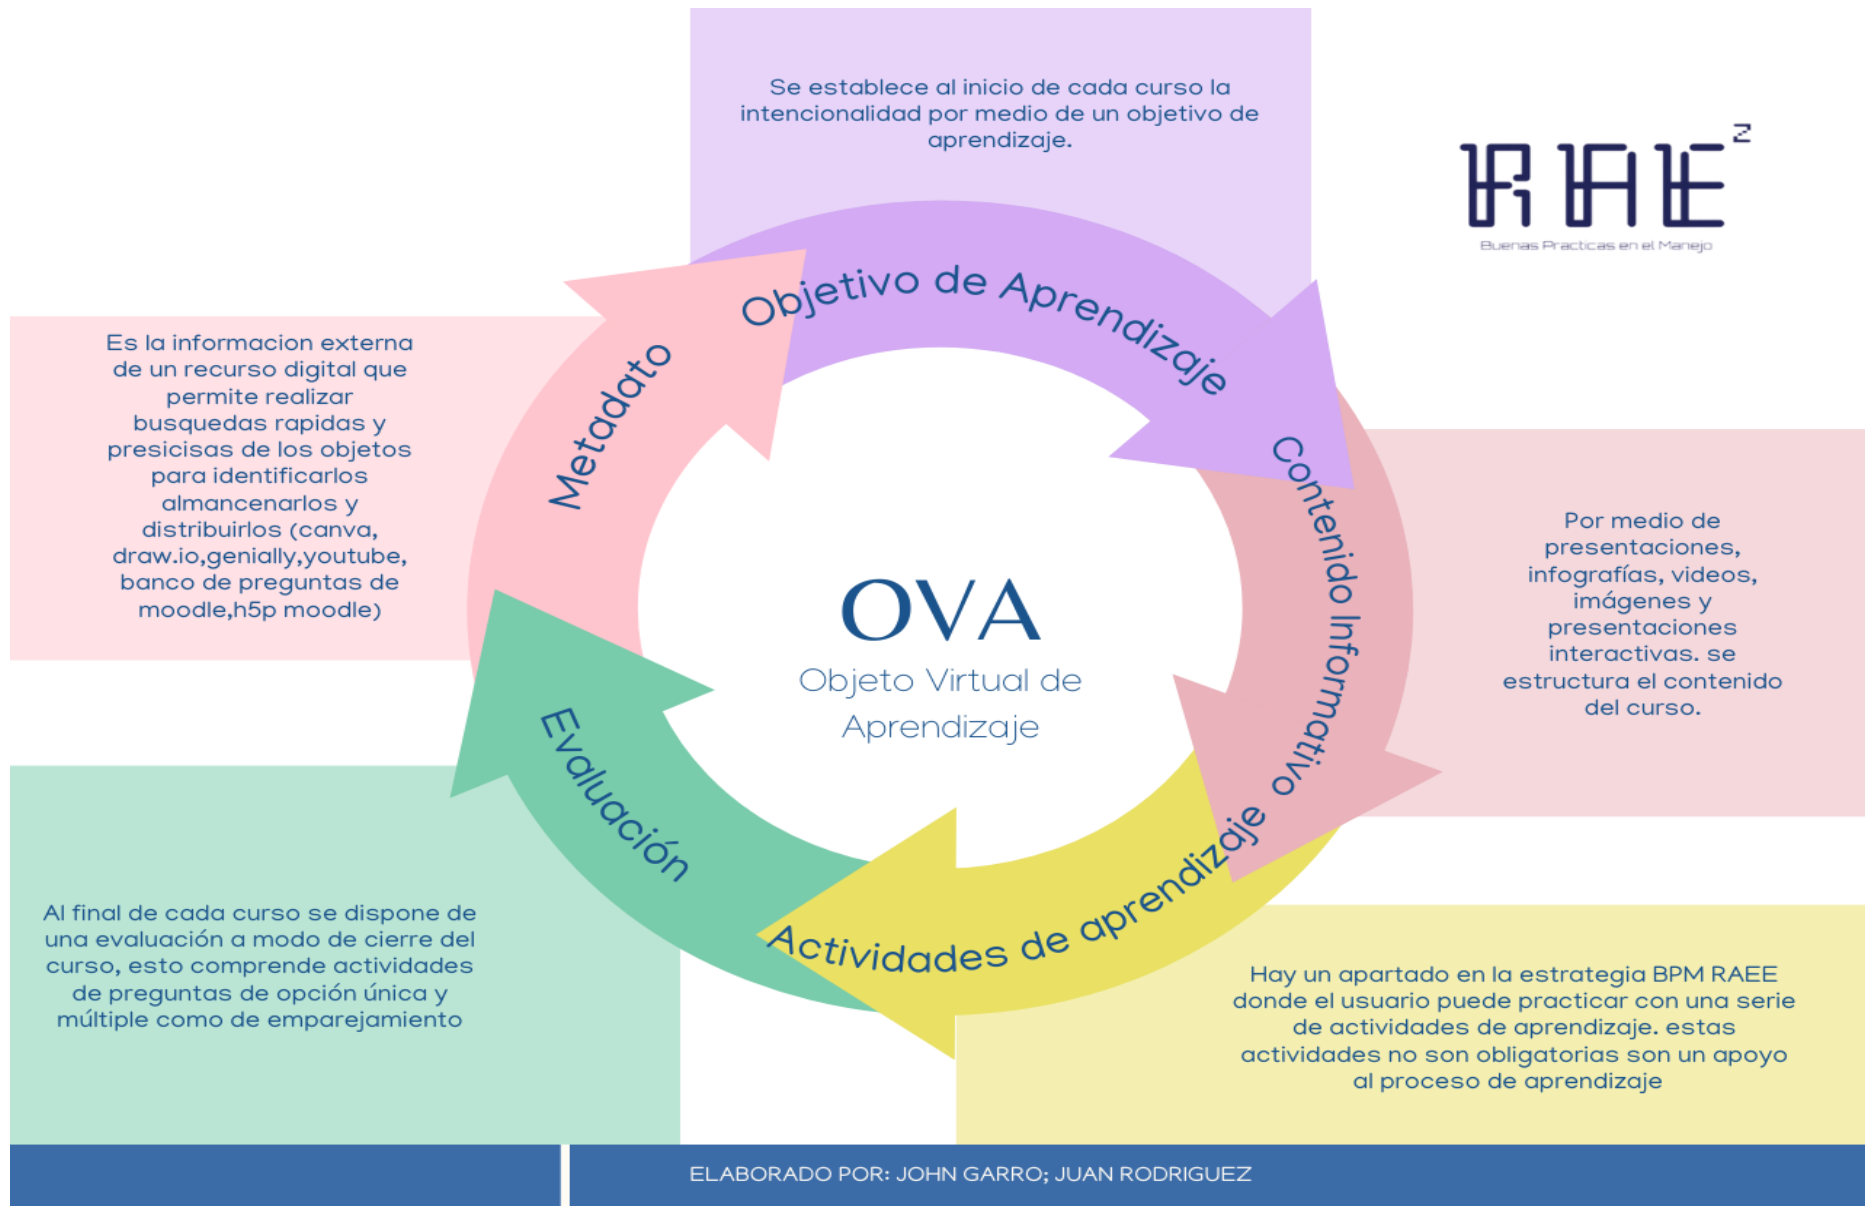 Se establece al inicio de cada curso la
intencionalidad por medio de un objetivo de
aprendizaje.
RAE²
Buenas Practicas en el Manejo
Objetivo de Aprendizaje
Metadato
Es la informacion externa
de un recurso digital que
permite realizar
busquedas rapidas y
presicisas de los objetos
para identificarlos
almancenarlos y
distribuirlos (canva,
draw.io,genially,youtube,
banco de preguntas de
moodle,h5p moodle)
Contenido Informativo
Por medio de
presentaciones,
infografías, videos,
imágenes y
presentaciones
interactivas. se
estructura el contenido
del curso.
OVA
Objeto Virtual de
Aprendizaje
Evaluación
Al final de cada curso se dispone de
una evaluación a modo de cierre del
curso, esto comprende actividades
de preguntas de opción única y
múltiple como de emparejamiento
Actividades de aprendizaje
Hay un apartado en la estrategia BPM RAEE
donde el usuario puede practicar con una serie
de actividades de aprendizaje. estas
actividades no son obligatorias son un apoyo
al proceso de aprendizaje
ELABORADO POR: JOHN GARRO; JUAN RODRIGUEZ